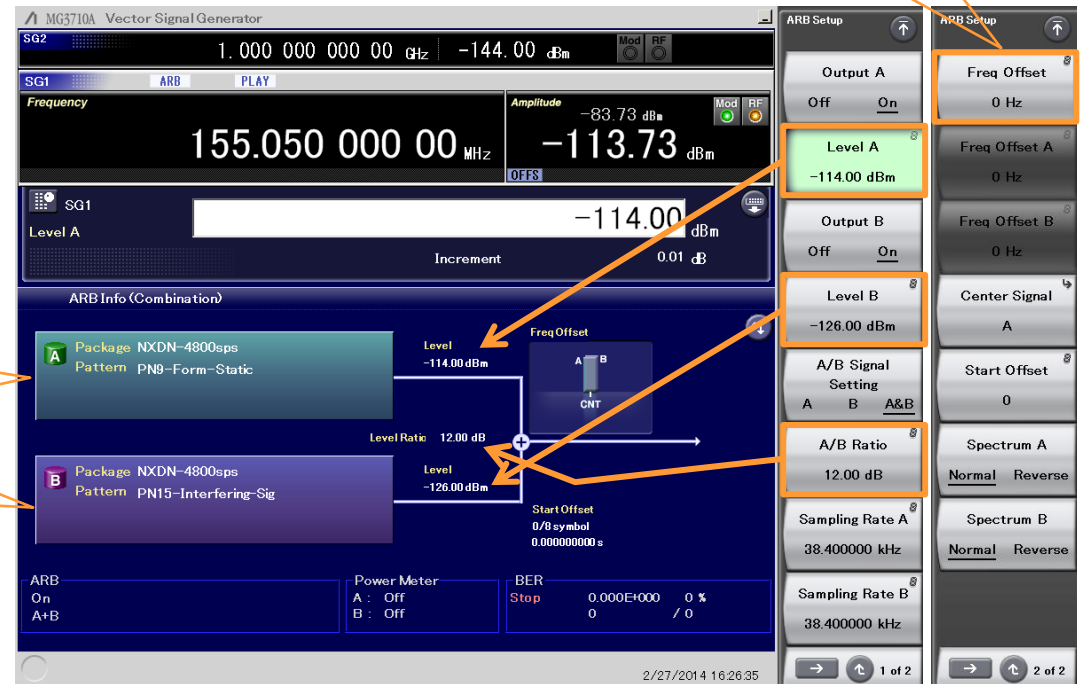 MG3710A Vector Signal Generator
SG2
1.000 000 000 00 GHz -144.00 dBm
Mod RF
SG1 ARB PLAY
Frequency
155.050 000 00 MHz
Amplitude
-83.73 dBm
Mod RF
-113.73 dBm
OFFS
SG1
Level A
-114.00 dBm
Increment 0.01 dB
ARB Info (Combination)
A
Package NXDN-4800sps
Pattern PN9-Form-Static
Level
-114.00 dBm
Freq Offset
A B
CNT
Level Ratio 12.00 dB
B
Package NXDN-4800sps
Pattern PN15-Interfering-Sig
Level
-126.00 dBm
Start Offset
0/8 symbol
0.000000000 s
ARB
On
A+B
Power Meter
A : Off
B : Off
BER
Stop 0.000E+000 0 %
0 / 0
2/27/2014 16:26:35
ARB Setup
Output A
Off On
Level A
-114.00 dBm
Output B
Off On
Level B
-126.00 dBm
A/B Signal
Setting
A B A&B
A/B Ratio
12.00 dB
Sampling Rate A
38.400000 kHz
Sampling Rate B
38.400000 kHz
1 of 2
ARB Setup
Freq Offset
0 Hz
Freq Offset A
0 Hz
Freq Offset B
0 Hz
Center Signal
A
Start Offset
0
Spectrum A
Normal Reverse
Spectrum B
Normal Reverse
2 of 2